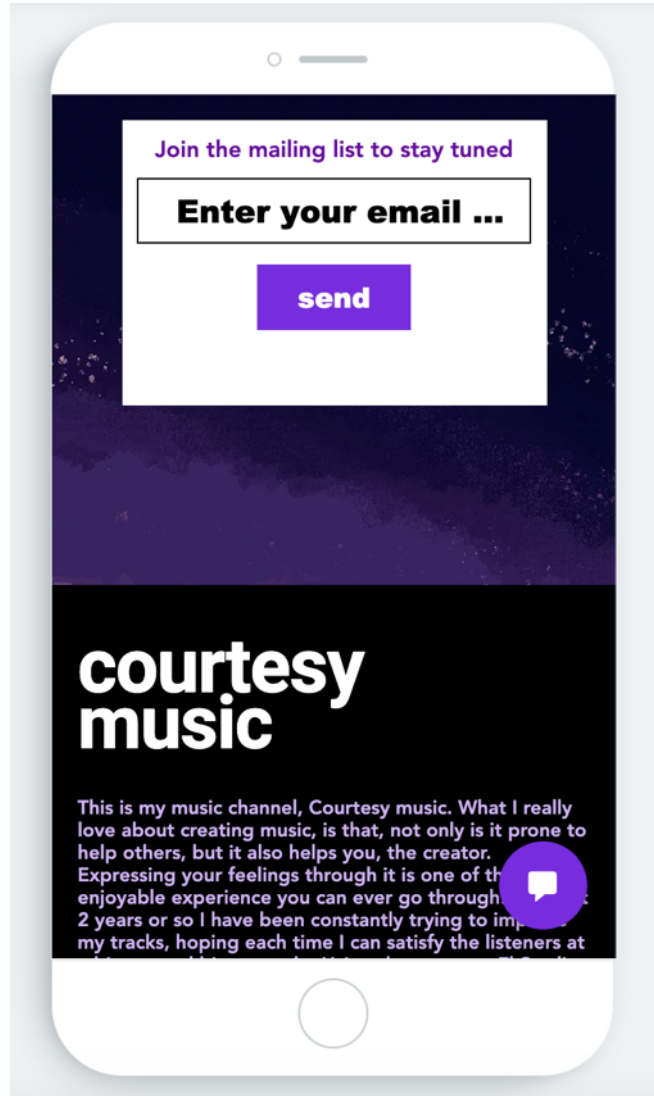 Join the mailing list to stay tuned
Enter your email ...
send
courtesy
music
This is my music channel, Courtesy music. What I really
love about creating music, is that, not only is it prone to
help others, but it also helps you, the creator.
Expressing your feelings through it is one of
enjoyable experience you can ever go through
2 years or so I have been constantly trying to
my tracks, hoping each time I can satisfy the listeners at